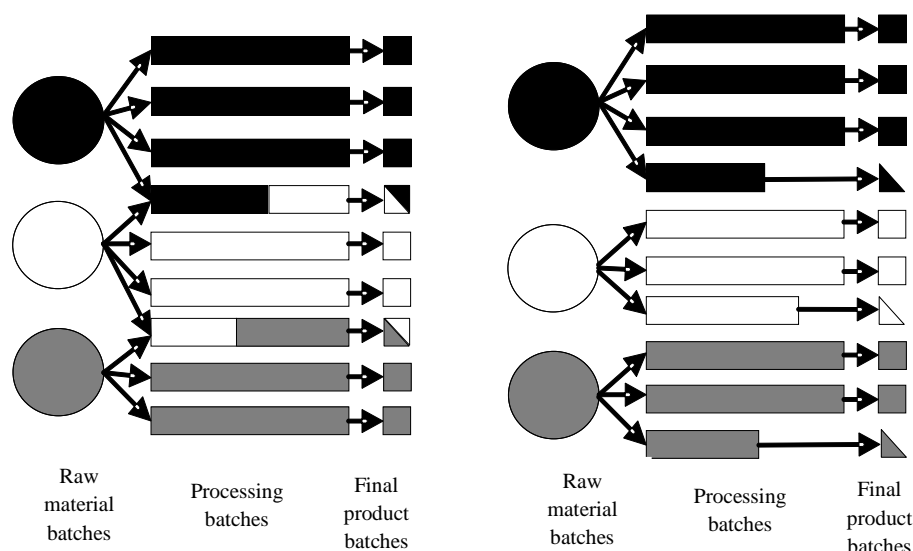 Raw
material
batches
Processing
batches
Final
product
batches
Raw
material
batches
Processing
batches
Final
product
batches